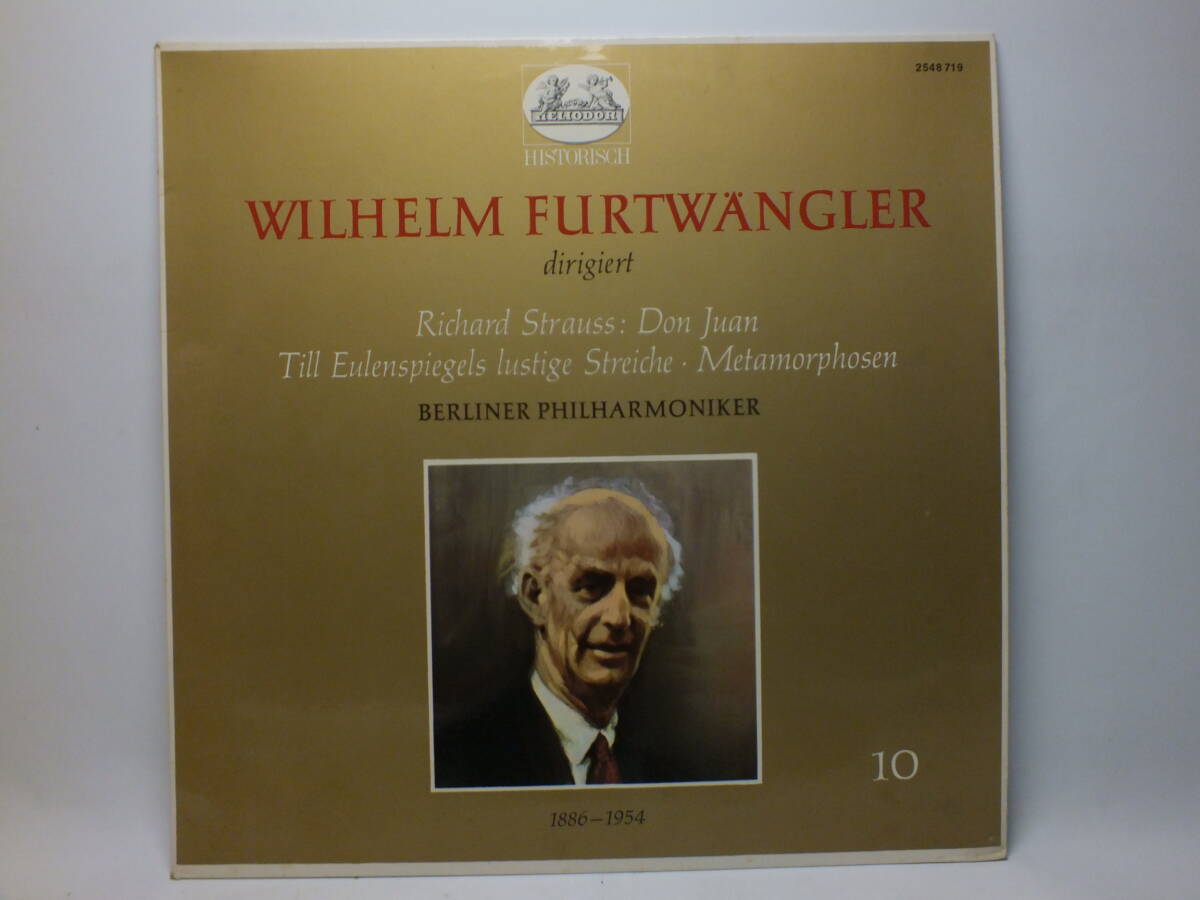 2548 719
HELIODOR
HISTORISCH
WILHELM FURTWÄNGLER
dirigiert
Richard Strauss: Don Juan
Till Eulenspiegels lustige Streiche · Metamorphosen
BERLINER PHILHARMONIKER
10
1886–1954